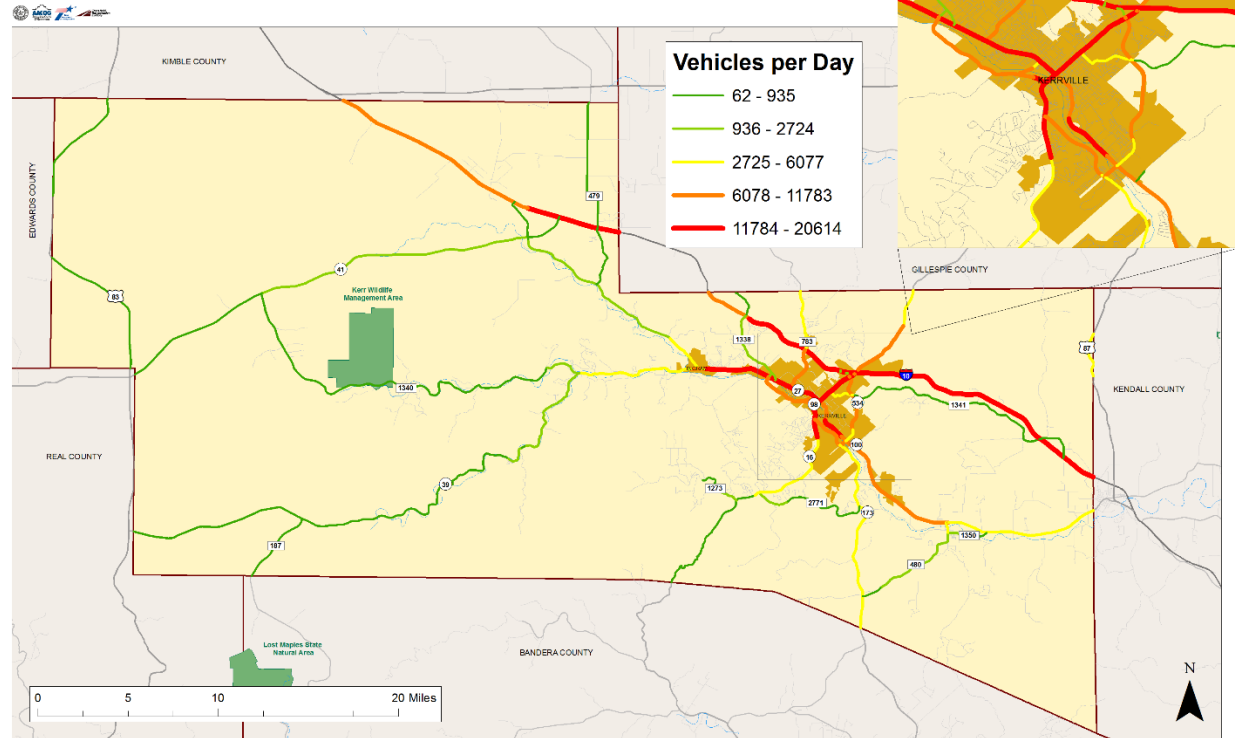 AACOG
KIMBLE COUNTY
EDWARDS COUNTY
Vehicles per Day
62 - 935
936 - 2724
2725 - 6077
6078 - 11783
11784 - 20614
KERRVILLE
479
GILLESPIE COUNTY
41
83
Kerr Wildlife
Management Area
1338
783
87
10
KENDALL COUNTY
1340
27
98
534
1341
KERRVILLE
REAL COUNTY
16
100
39
1273
2771
173
187
1350
480
Lost Maples State
Natural Area
BANDERA COUNTY
N
0 5 10 20 Miles